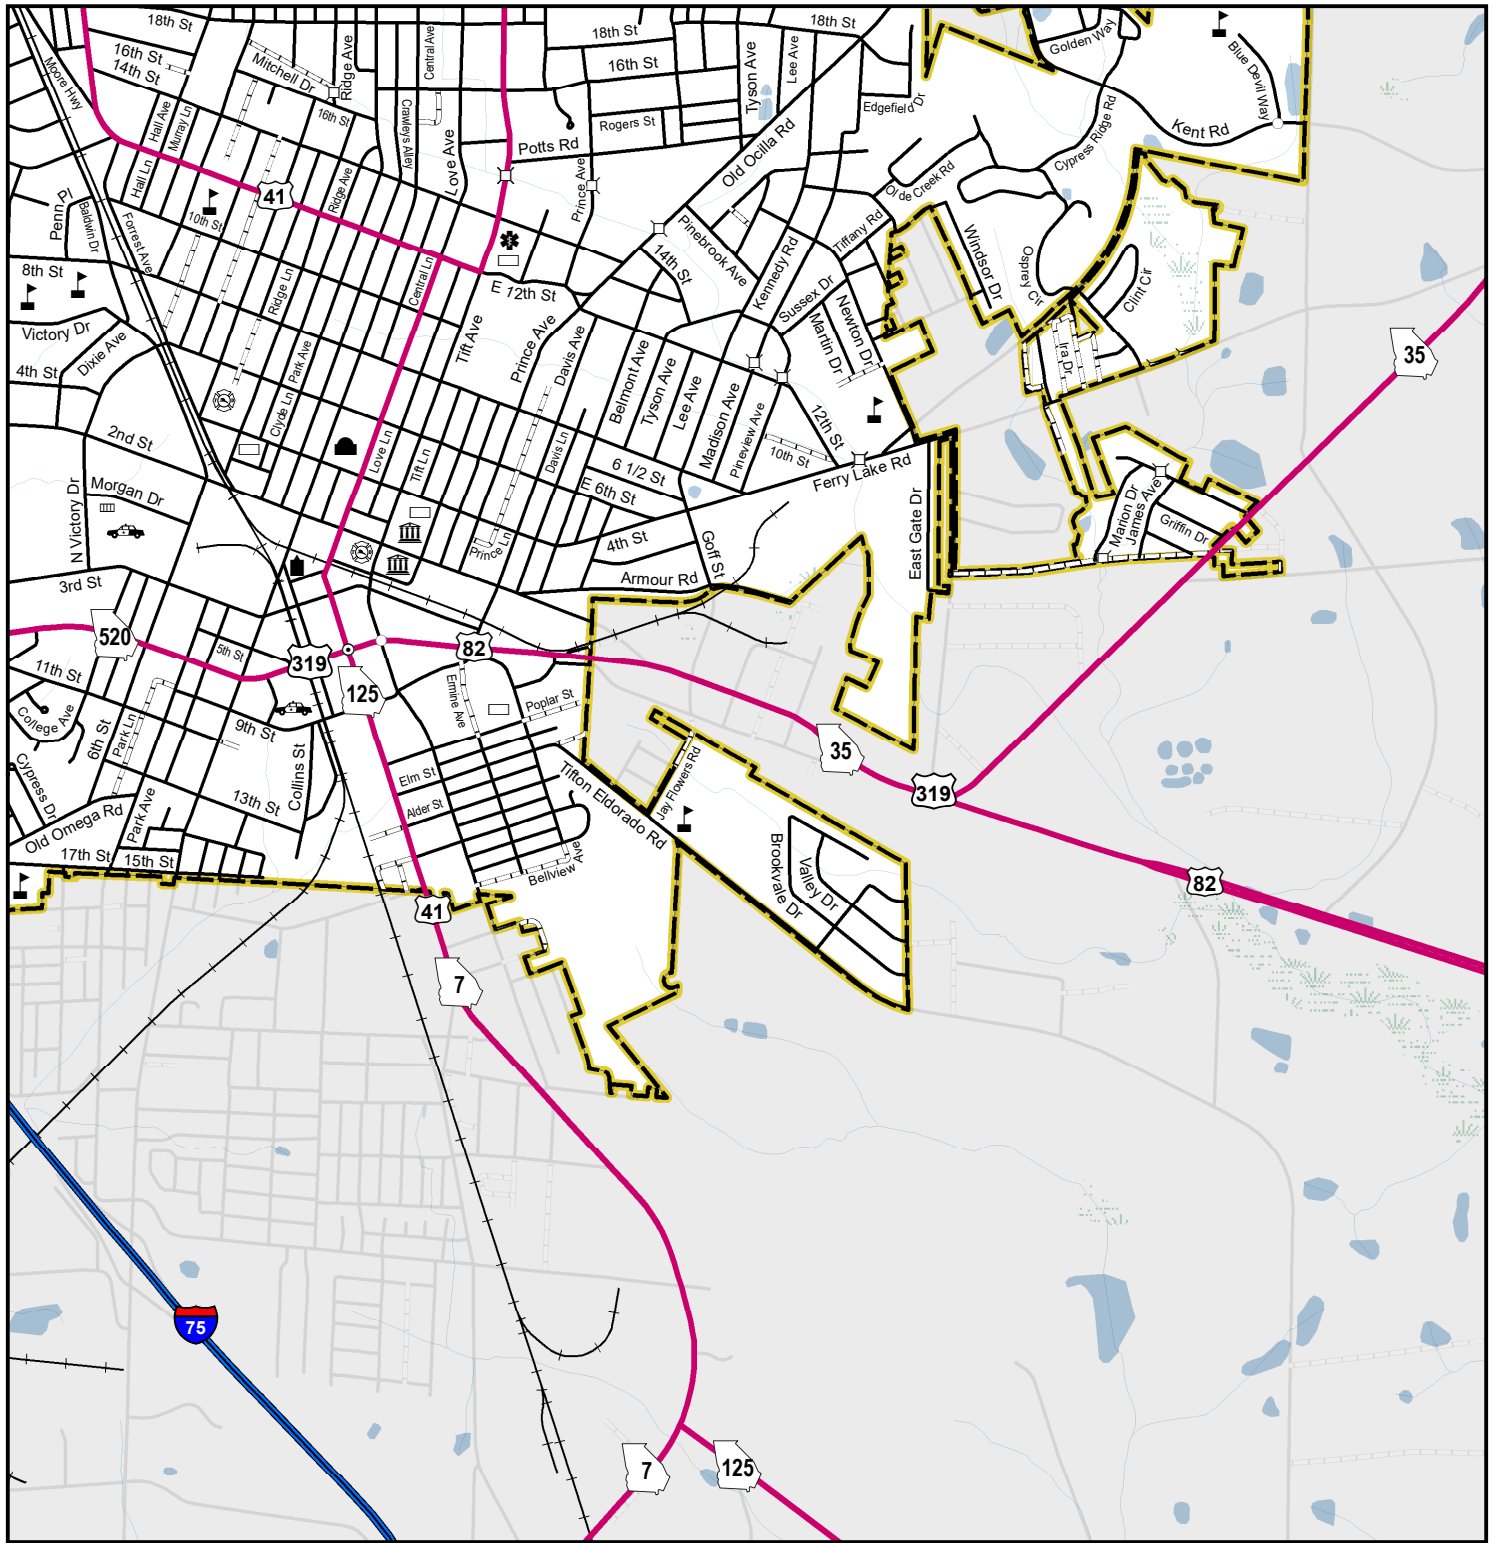 18th St
16th St
14th St
Moore Hwy
Mitchell Dr
Ridge Ave
Central Ave
18th St
16th St
18th St
Tyson Ave
Lee Ave
Golden Way
Blue Devil Way
Hall Ave
Murray Ln
16th St
Crawleys Alley
Love Ave
Rogers St
Potts Rd
Edgefield Dr
Kent Rd
Cypress Ridge Rd
Old Ocilla Rd
Hall Ln
41
Ridge Ave
Prince Ave
Olde Creek Rd
Penn Pl
Baldwin Dr
Forrest Ave
10th St
Pinebrook Ave
Tiffany Rd
Windsor Dr
Osprey Cir
Clint Cir
8th St
Ridge Ln
Central Ln
E 12th St
14th St
Kennedy Rd
Sussex Dr
Newton Dr
Martin Dr
Victory Dr
Dixie Ave
4th St
Park Ave
Tift Ave
Prince Ave
Davis Ave
Belmont Ave
Tyson Ave
Lee Ave
Ira Dr
35
Clyde Ln
Love Ln
Tift Ln
Davis Ln
Madison Ave
Pineview Ave
12th St
10th St
2nd St
6 1/2 St
E 6th St
Ferry Lake Rd
N Victory Dr
Morgan Dr
Prince Ln
4th St
Goff St
East Gate Dr
Marion Dr
James Ave
Griffin Dr
3rd St
Armour Rd
520
5th St
319
82
125
11th St
College Ave
6th St
Park Ln
9th St
Ermine Ave
Poplar St
Collins St
Cypress Dr
Elm St
Alder St
Tifton Eldorado Rd
Jay Flowers Rd
35
319
13th St
Old Omega Rd
Park Ave
17th St
15th St
Bellview Ave
Brookvale Dr
Valley Dr
82
41
7
75
7
125